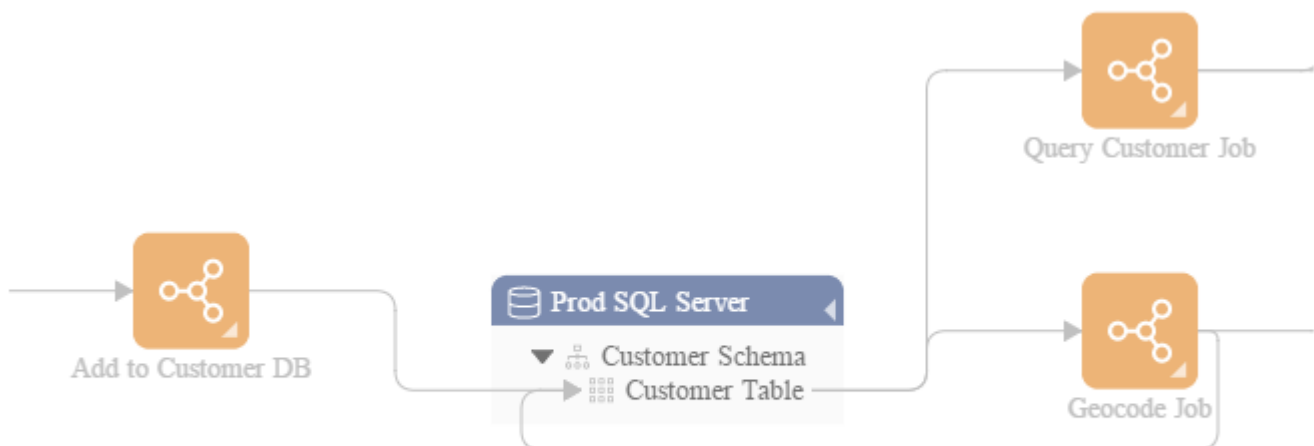 Query Customer Job
Add to Customer DB
Prod SQL Server
Customer Schema
Customer Table
Geocode Job